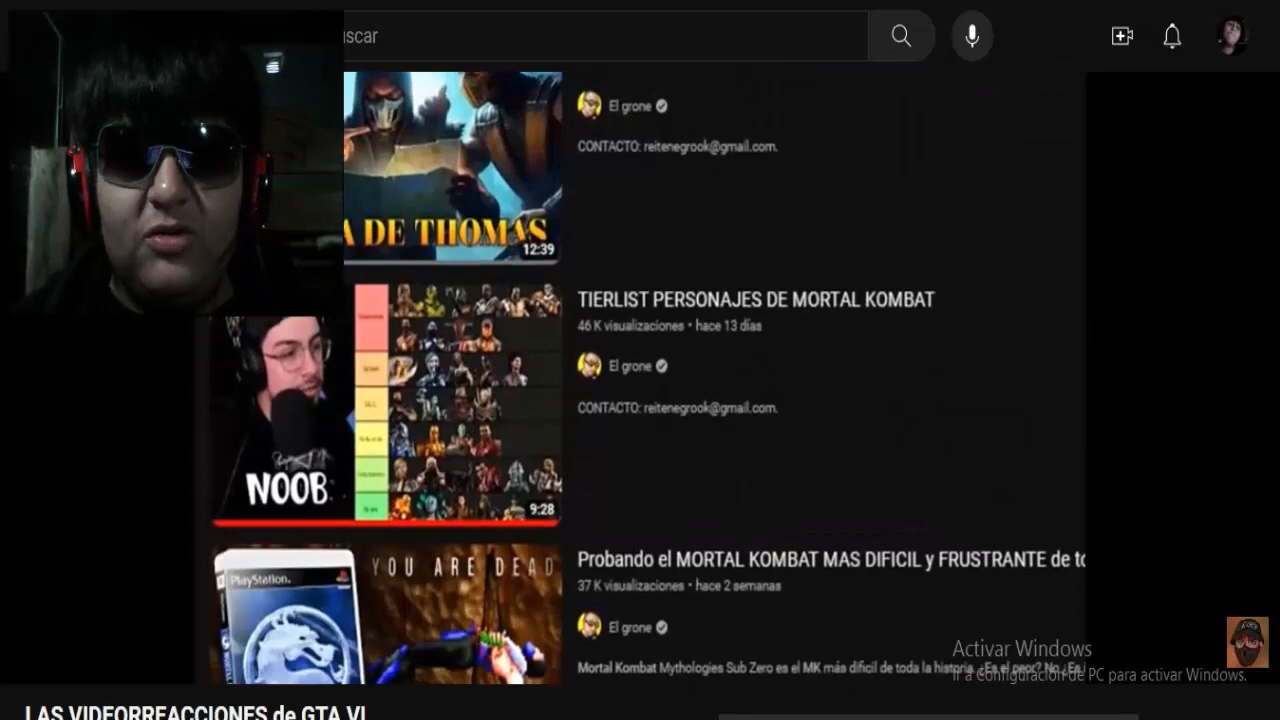 scar
El grone
CONTACTO: reitenegrook@gmail.com.
A DE THOMAS
12:39
TIERLIST PERSONAJES DE MORTAL KOMBAT
46 K visualizaciones • hace 13 días
El grone
CONTACTO: reitenegrook@gmail.com.
NOOB
9:28
Probando el MORTAL KOMBAT MAS DIFICIL y FRUSTRANTE de to
37 K visualizaciones • hace 2 semanas
PlayStation.
YOU ARE DEAD
El grone
Mortal Kombat Mythologies Sub Zero es el MK más dificil de toda la historia. ¿Es el peor? No ¿Es
Activar Windows
Ir a Configuración de PC para activar Windows.
LAS VIDEORREACCIONES de GTA VI